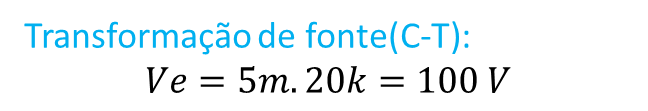 Transformação de fonte(C-T):
Ve = 5m. 20k = 100 V